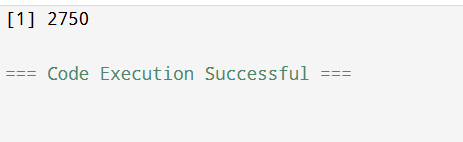 [1] 2750
=== Code Execution Successful ===